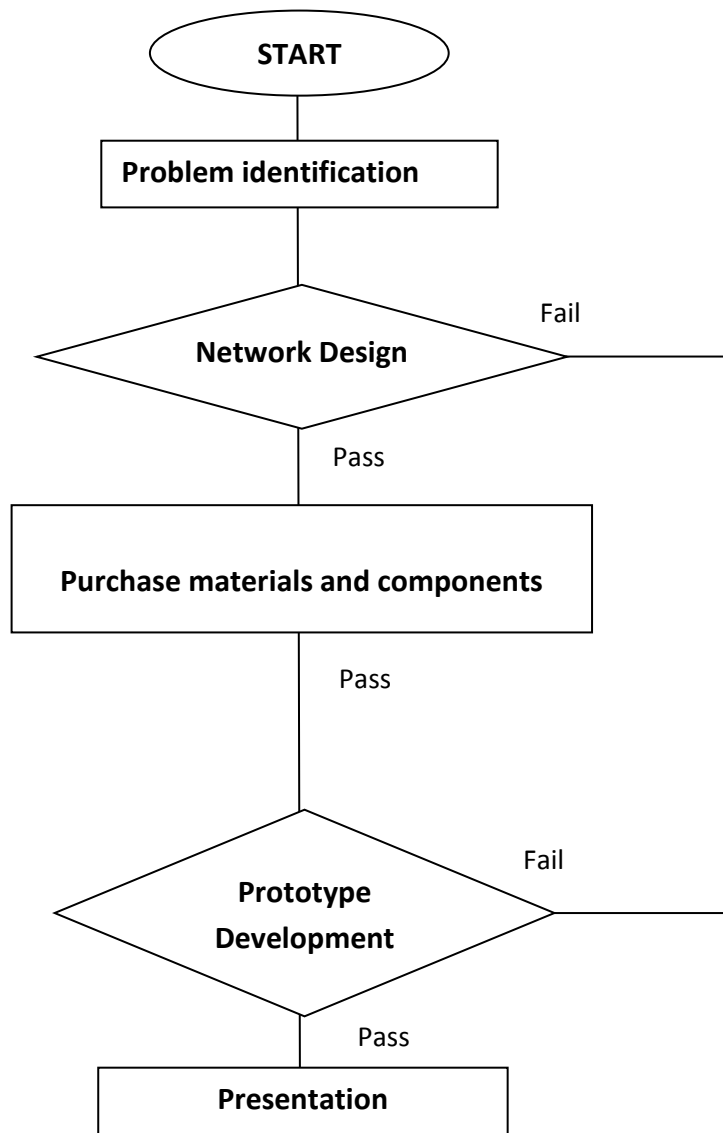 START
Problem identification
Fail
Network Design
Pass
Purchase materials and components
Pass
Fail
Prototype
Development
Pass
Presentation